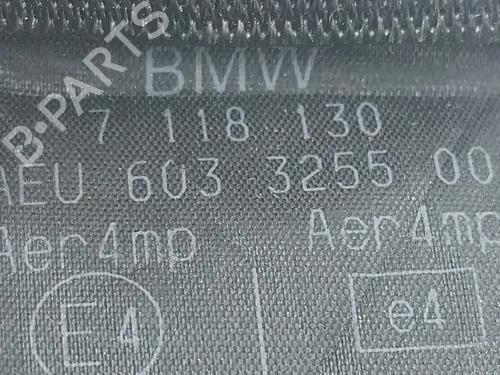 B-PARTS
BMW
7 118 130
AEU 603 3255 00
Aer4mp Aer4mp
E4 e4